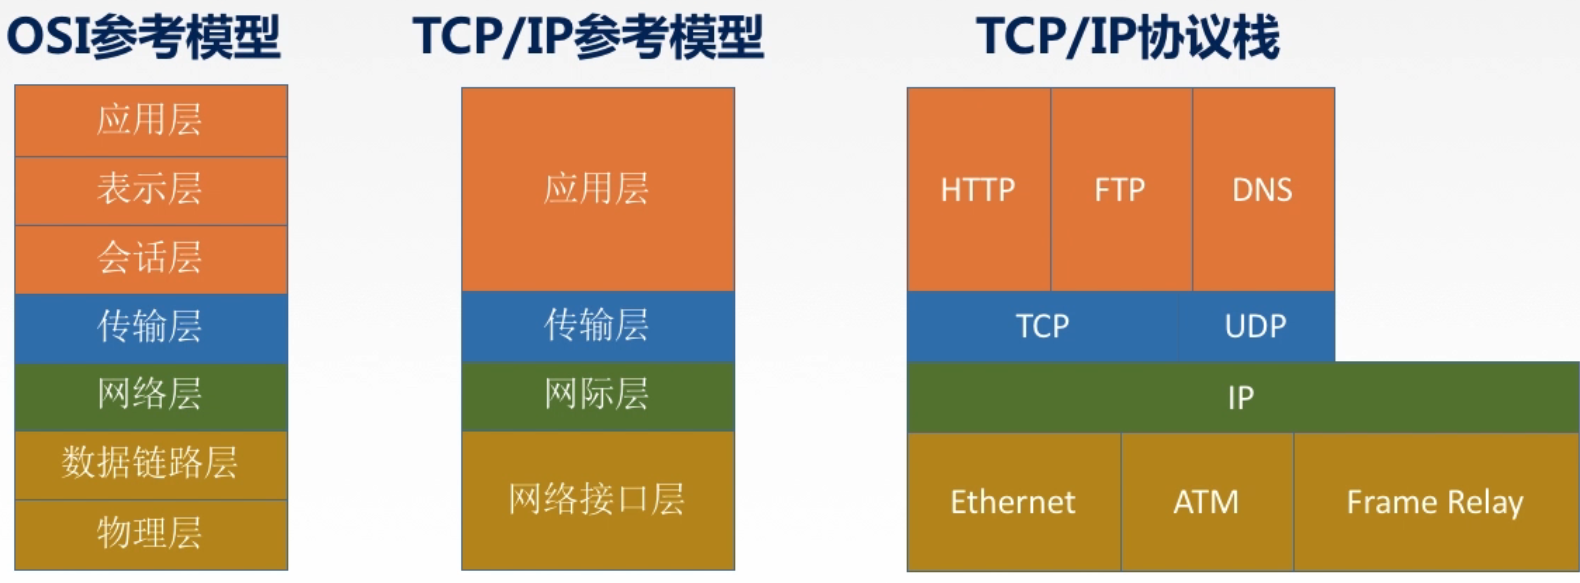 OSI参考模型
应用层
表示层
会话层
传输层
网络层
数据链路层
物理层
TCP/IP参考模型
应用层
传输层
网际层
网络接口层
TCP/IP协议栈
HTTP FTP DNS
TCP UDP
IP
Ethernet ATM Frame Relay